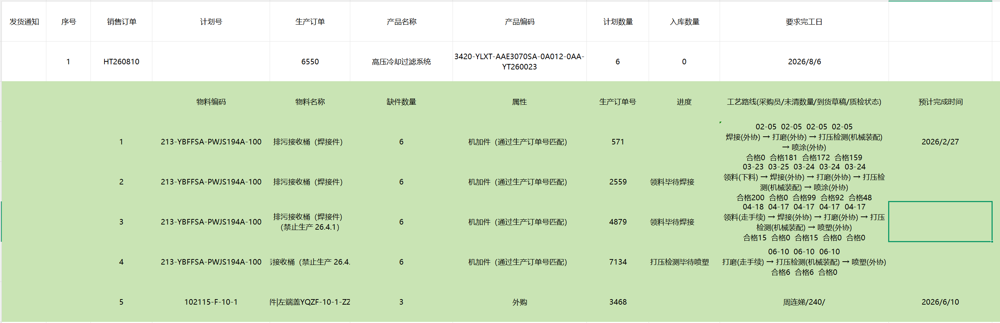 发货通知 序号 销售订单 计划号 生产订单 产品名称 产品编码 计划数量 入库数量 要求完工日
1 HT260810 6550 高压冷却过滤系统 3420-YLXT-AAE3070SA-0A012-0AA-
YT260023 6 0 2026/8/6
物料编码 物料名称 缺件数量 属性 生产订单号 进度 工艺路线(采购员/未清数量/到货草稿/质检状态) 预计完成时间
1 213-YBFFSA-PWJS194A-100 排污接收桶（焊接件） 6 机加件（通过生产订单号匹配） 571
02-05 02-05 02-05 02-05
焊接(外协) → 打磨(外协) → 打压检测(机械装配)
→ 喷涂(外协)
合格0 合格181 合格172 合格159
2026/2/27
2 213-YBFFSA-PWJS194A-100 排污接收桶（焊接件） 6 机加件（通过生产订单号匹配） 2559 领料毕待焊接
03-23 03-25 03-24 03-24 03-24
领料(下料) → 焊接(外协) → 打磨(外协) → 打压检
测(机械装配) → 喷涂(外协)
合格200 合格0 合格99 合格92 合格48
3 213-YBFFSA-PWJS194A-100 排污接收桶（焊接件）
（禁止生产 26.4.1） 6 机加件（通过生产订单号匹配） 4879 领料毕待焊接
04-18 04-17 04-17 04-17 04-17
领料(走手续) → 焊接(外协) → 打磨(外协) → 打压
检测(机械装配) → 喷塑(外协)
合格15 合格0 合格15 合格0 合格0
4 213-YBFFSA-PWJS194A-100 接收桶（禁止生产 26.4. 6 机加件（通过生产订单号匹配） 7134 打压检测毕待喷塑
06-10 06-10 06-10
打磨(走手续) → 打压检测(机械装配) → 喷塑(外协)
合格6 合格6 合格0
5 102115-F-10-1 件|左端盖YQZF-10-1-ZZ 3 外购 3468 周连娣/240/ 2026/6/10